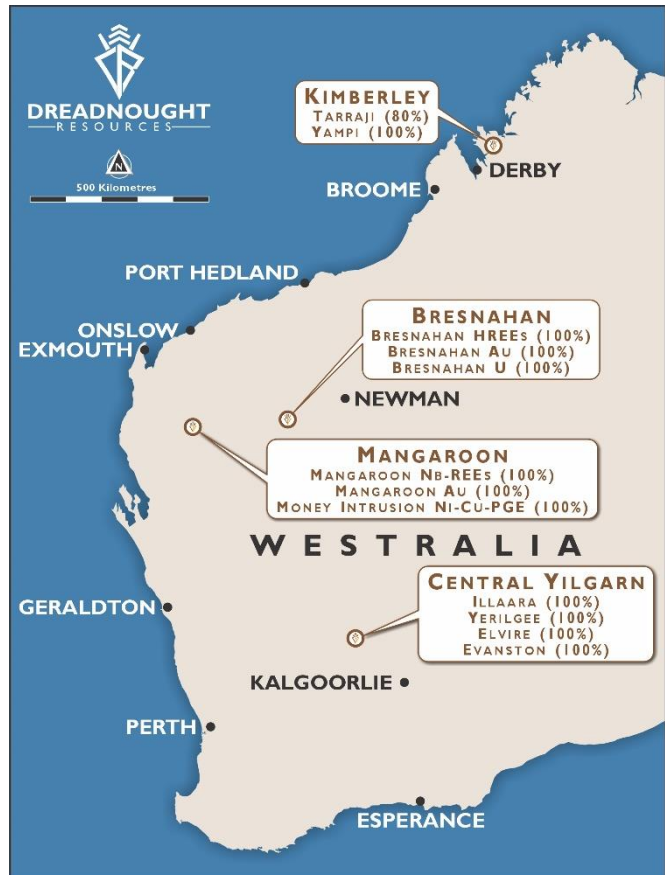 DREADNOUGHT
RESOURCES
N
500 Kilometres
KIMBERLEY
TARRAJI (80%)
YAMPI (100%)
DERBY
BROOME
PORT HEDLAND
BRESNAHAN
BRESNAHAN HREES (100%)
BRESNAHAN AU (100%)
BRESNAHAN U (100%)
ONSLOW
EXMOUTH
NEWMAN
MANGAROON
MANGAROON NB-REES (100%)
MANGAROON AU (100%)
MONEY INTRUSION NI-CU-PGE (100%)
WESTRALIA
CENTRAL YILGARN
ILLAARA (100%)
YERILGEE (100%)
ELVIRE (100%)
EVANSTON (100%)
GERALDTON
KALGOORLIE
PERTH
ESPERANCE